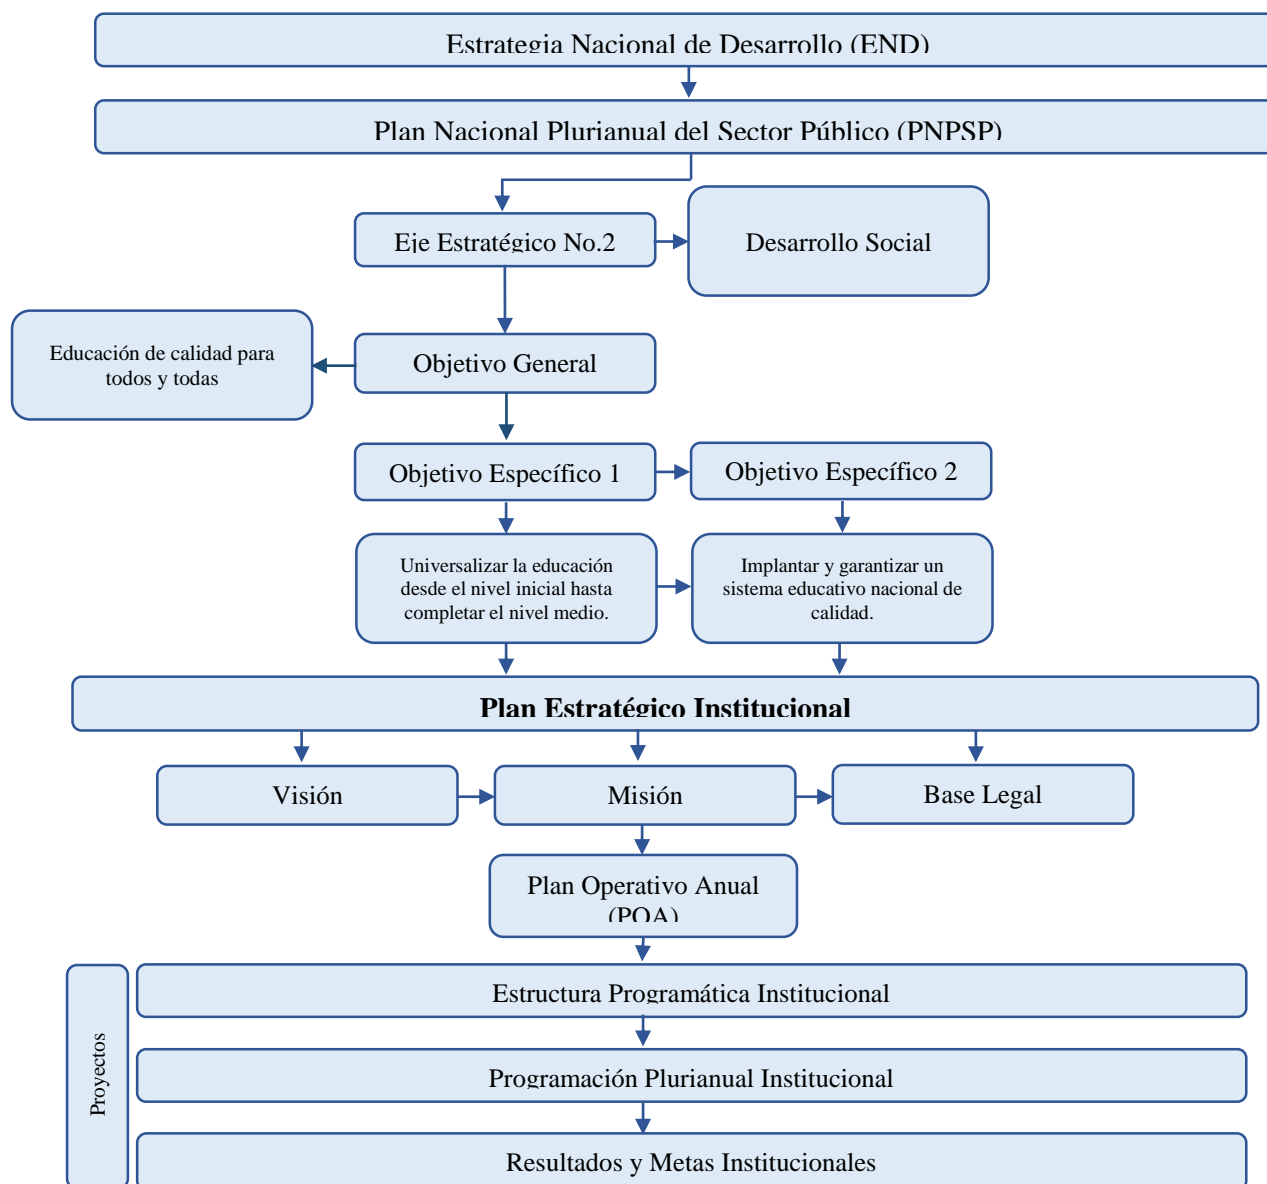 Estrategia Nacional de Desarrollo (END)
Plan Nacional Plurianual del Sector Público (PNPSP)
Eje Estratégico No.2
Desarrollo Social
Educación de calidad para
todos y todas
Objetivo General
Objetivo Específico 1
Objetivo Específico 2
Universalizar la educación
desde el nivel inicial hasta
completar el nivel medio.
Implantar y garantizar un
sistema educativo nacional de
calidad.
Plan Estratégico Institucional
Visión
Misión
Base Legal
Plan Operativo Anual
(POA)
Proyectos
Estructura Programática Institucional
Programación Plurianual Institucional
Resultados y Metas Institucionales